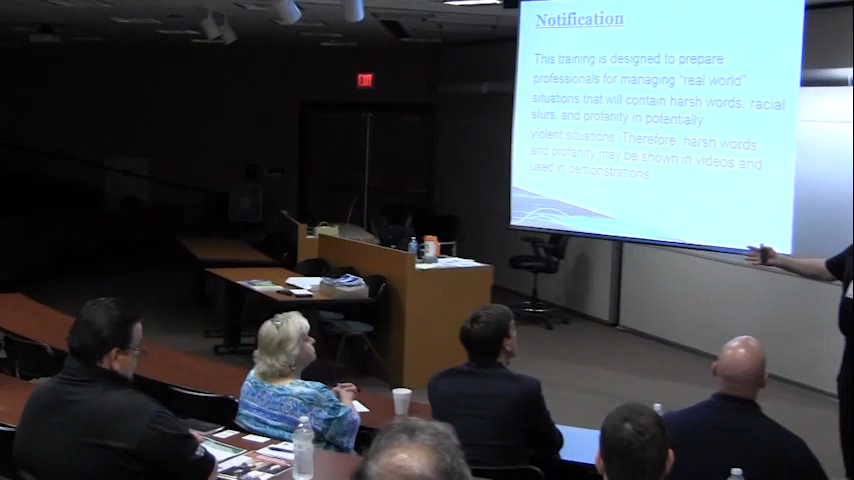 Notification
This training is designed to prepare
professionals for managing "real world"
situations that will contain harsh words, racial
slurs, and profanity in potentially
violent situations. Therefore, harsh words
and profanity may be shown in videos and
used in demonstrations
EXIT